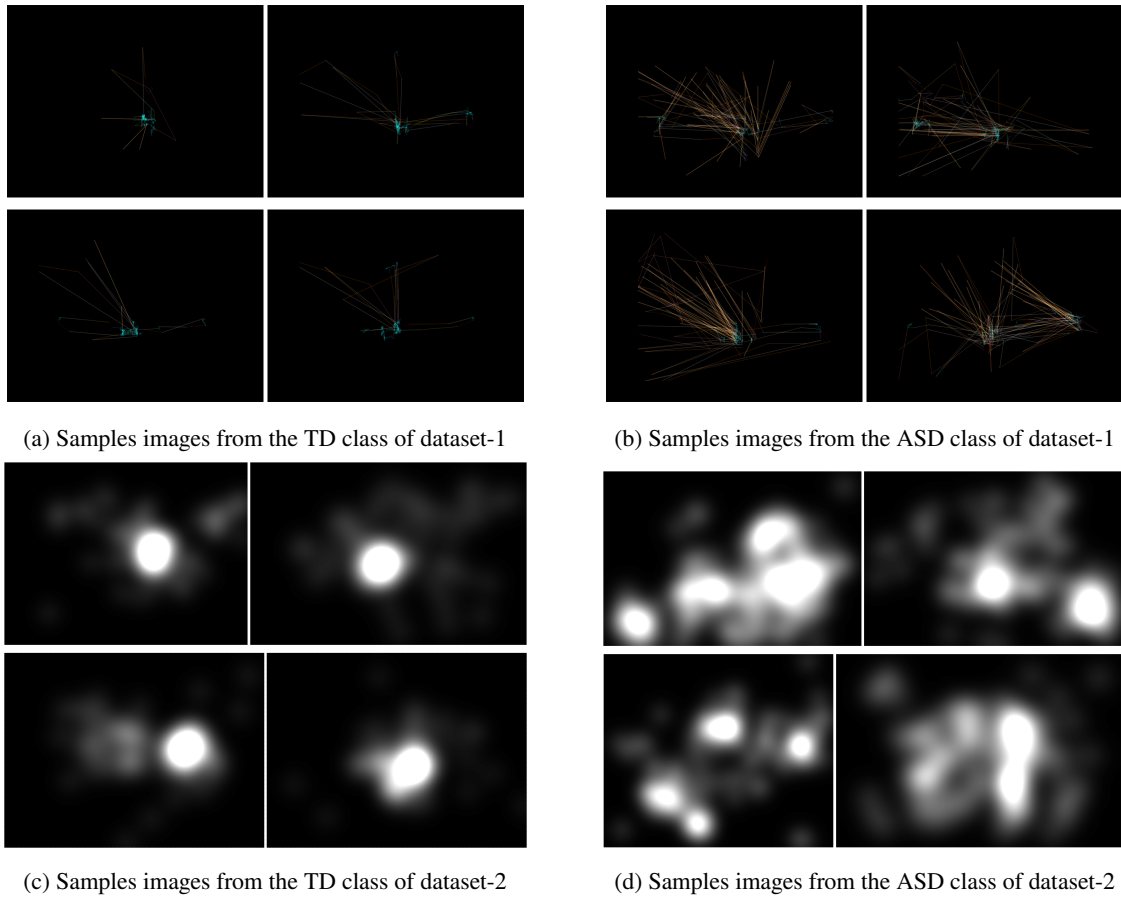 (a) Samples images from the TD class of dataset-1
(b) Samples images from the ASD class of dataset-1
(c) Samples images from the TD class of dataset-2
(d) Samples images from the ASD class of dataset-2